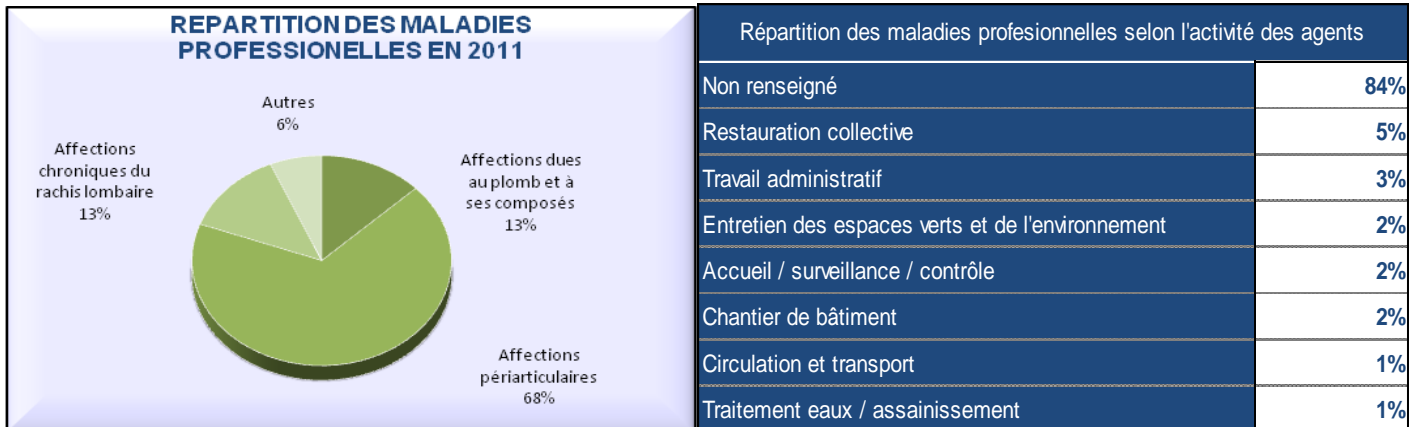 REPARTITION DES MALADIES
PROFESSIONELLES EN 2011
Autres
6%
Affections
chroniques du
rachis lombaire
13%
Affections dues
au plomb et à
ses composés
13%
Affections
périarticulaires
68%
Répartition des maladies profesionnelles selon l'activité des agents
Non renseigné 84%
Restauration collective 5%
Travail administratif 3%
Entretien des espaces verts et de l'environnement 2%
Accueil / surveillance / contrôle 2%
Chantier de bâtiment 2%
Circulation et transport 1%
Traitement eaux / assainissement 1%